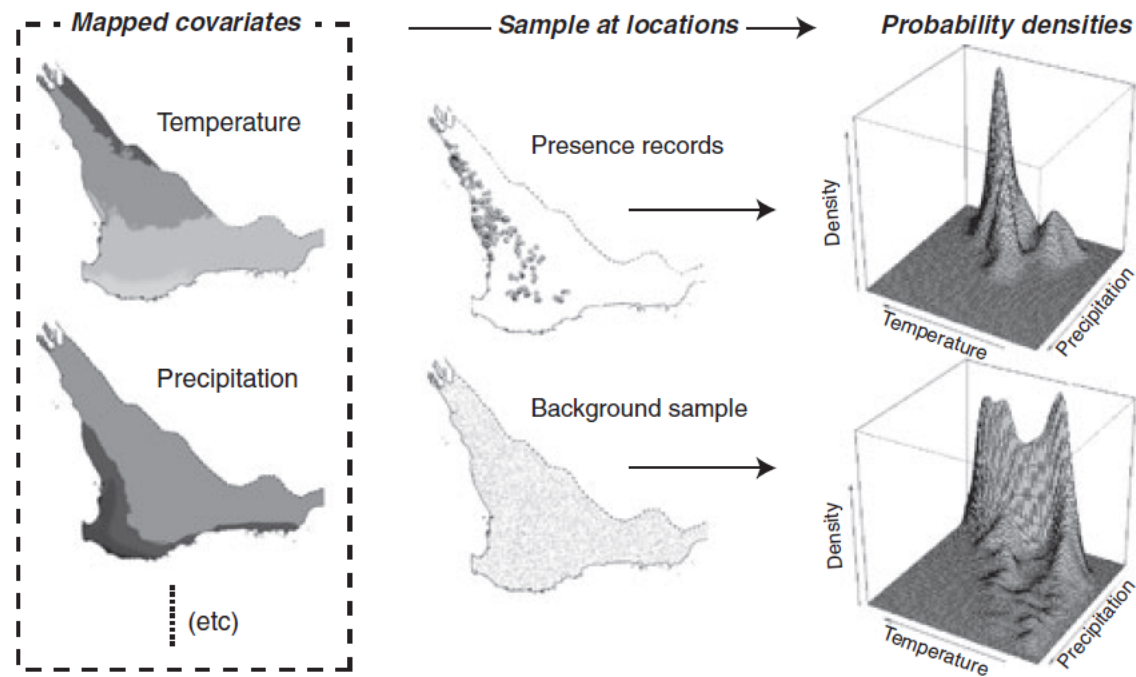 Mapped covariates
Sample at locations
Probability densities
Temperature
Precipitation
(etc)
Presence records
Background sample
Density
Temperature
Precipitation
Density
Temperature
Precipitation